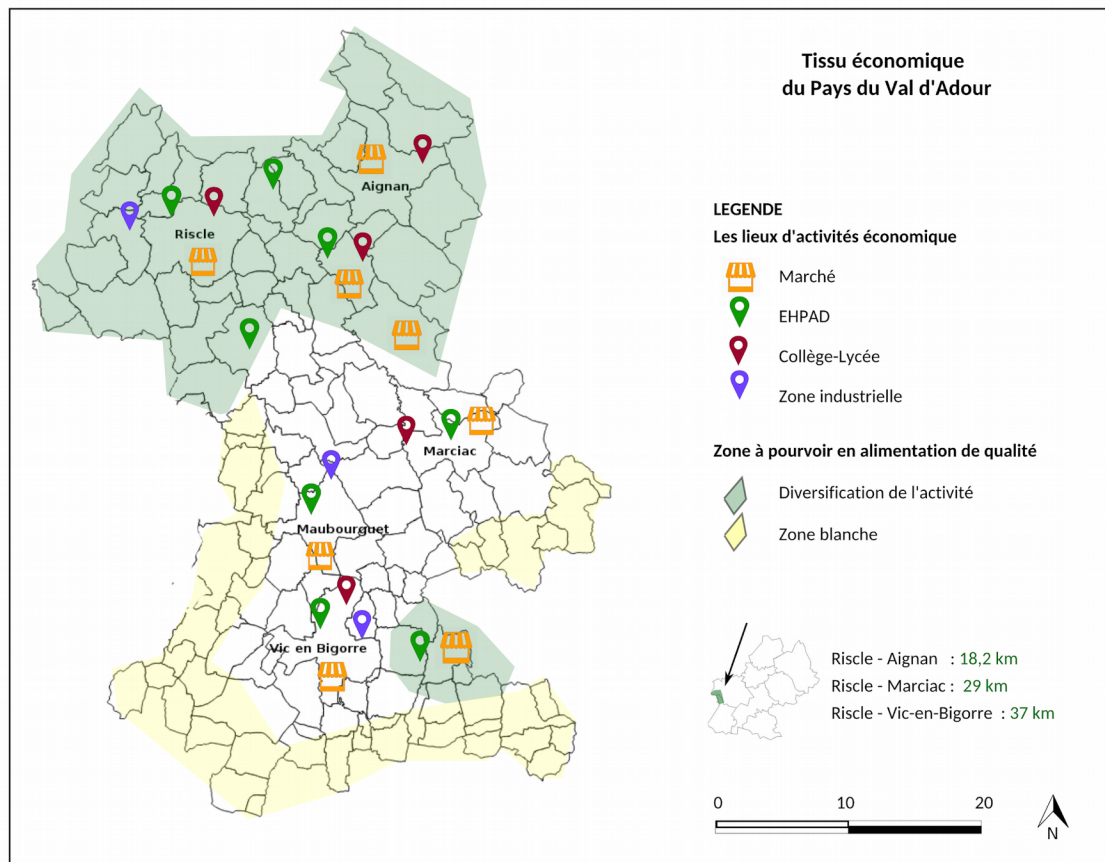 Tissu économique
du Pays du Val d'Adour
Aignan
Riscle
Marciac
Maubourguet
Vic en Bigorre
LEGENDE
Les lieux d'activités économique
Marché
EHPAD
Collège-Lycée
Zone industrielle
Zone à pourvoir en alimentation de qualité
Diversification de l'activité
Zone blanche
Riscle - Aignan : 18,2 km
Riscle - Marciac : 29 km
Riscle - Vic-en-Bigorre : 37 km
0 10 20
N